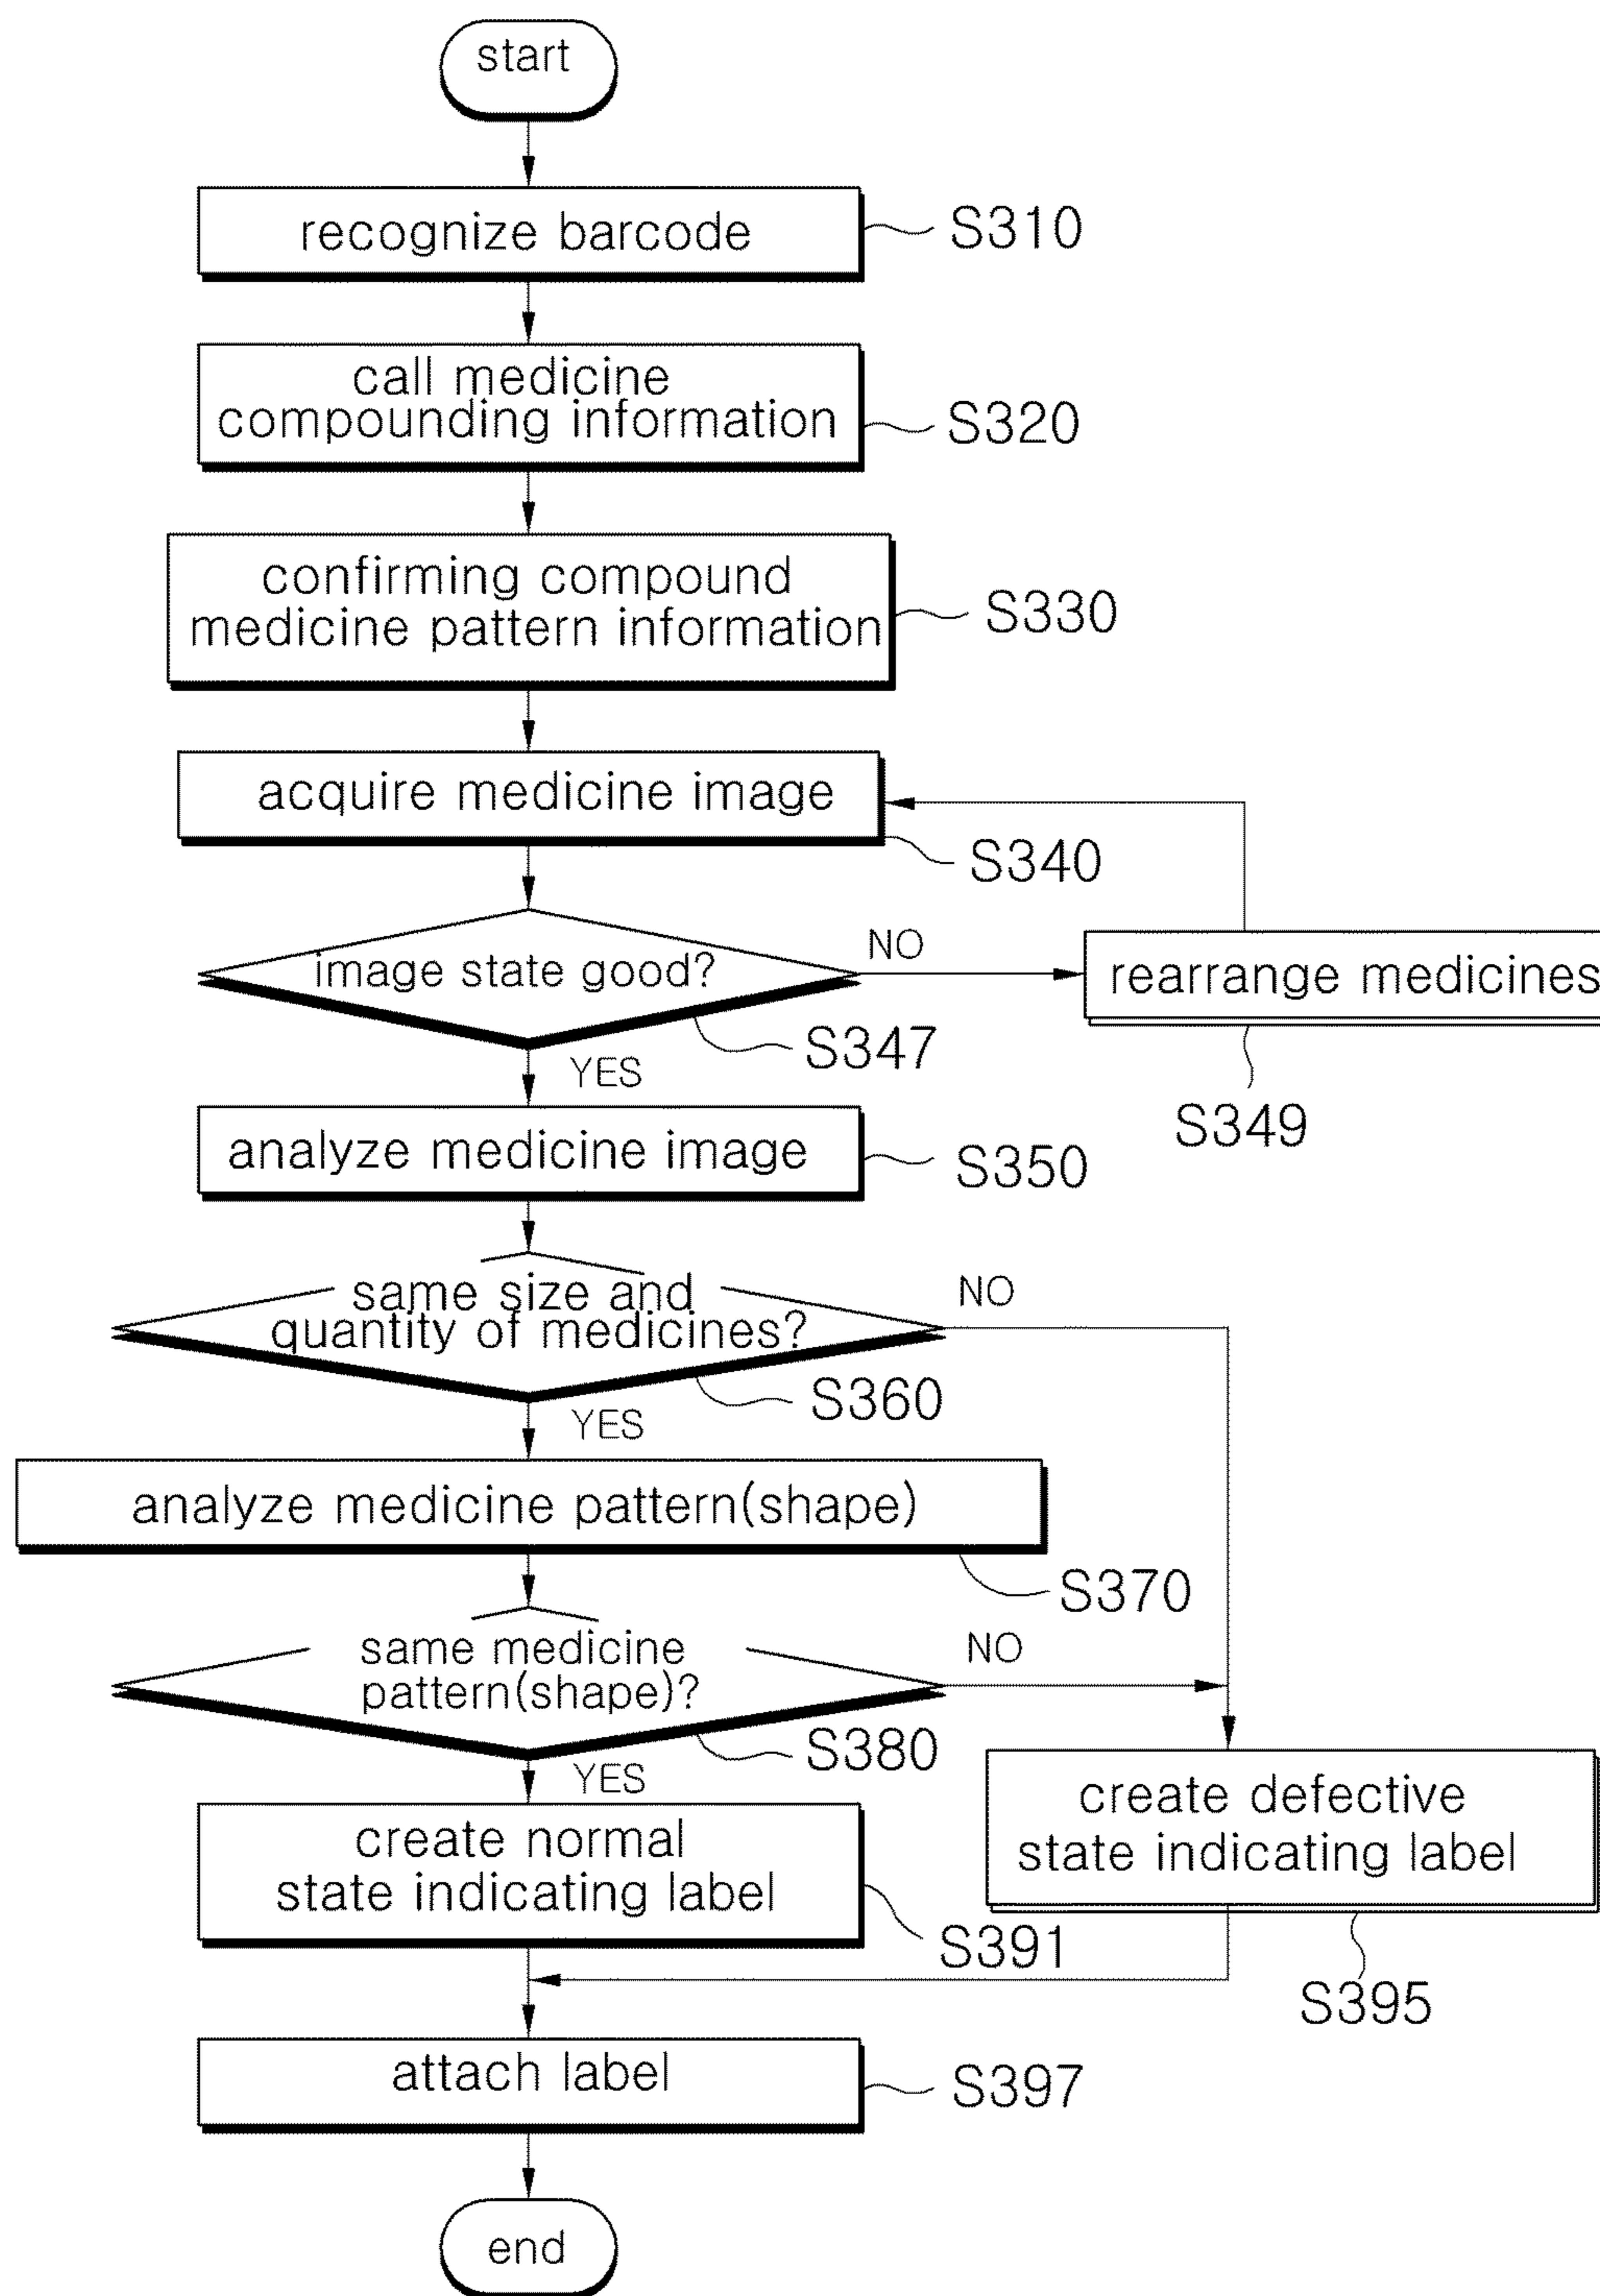 start
recognize barcode
S310
call medicine
compounding information
S320
confirming compound
medicine pattern information
S330
acquire medicine image
S340
image state good?
NO
rearrange medicines
S347
YES
S349
analyze medicine image
S350
same size and
quantity of medicines?
NO
S360
YES
analyze medicine pattern(shape)
S370
same medicine
pattern(shape)?
NO
S380
YES
create normal
state indicating label
S391
create defective
state indicating label
S395
attach label
S397
end